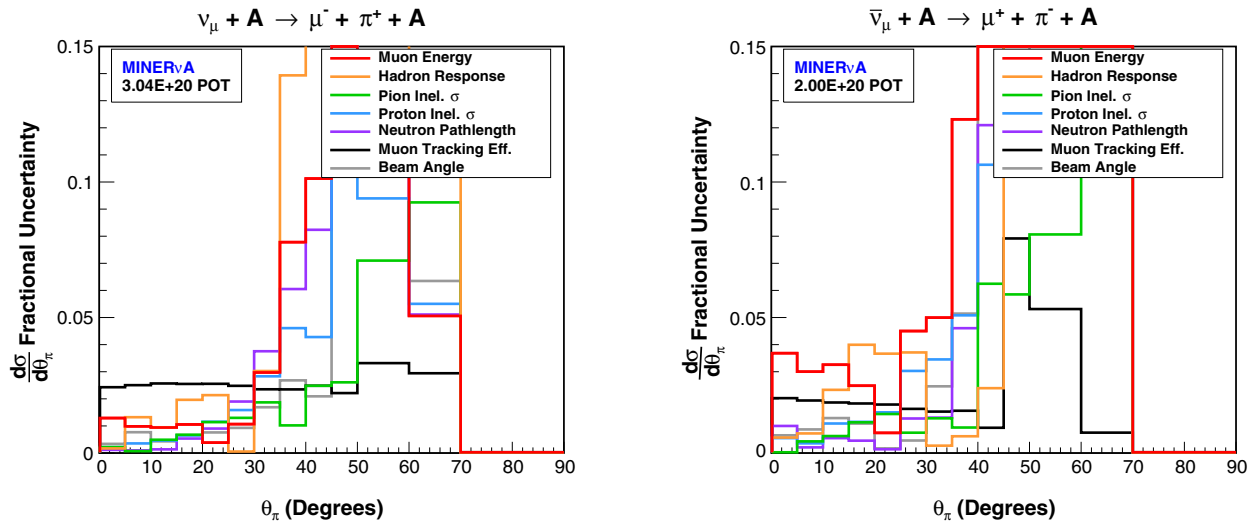 ν_μ + A → μ⁻ + π⁺ + A
0.15
0.1
0.05
0
dσ/dθ_π Fractional Uncertainty
MINERνA
3.04E+20 POT
Muon Energy
Hadron Response
Pion Inel. σ
Proton Inel. σ
Neutron Pathlength
Muon Tracking Eff.
Beam Angle
0 10 20 30 40 50 60 70 80 90
θ_π (Degrees)
ν̄_μ + A → μ⁺ + π⁻ + A
0.15
0.1
0.05
0
dσ/dθ_π Fractional Uncertainty
MINERνA
2.00E+20 POT
Muon Energy
Hadron Response
Pion Inel. σ
Proton Inel. σ
Neutron Pathlength
Muon Tracking Eff.
Beam Angle
0 10 20 30 40 50 60 70 80 90
θ_π (Degrees)